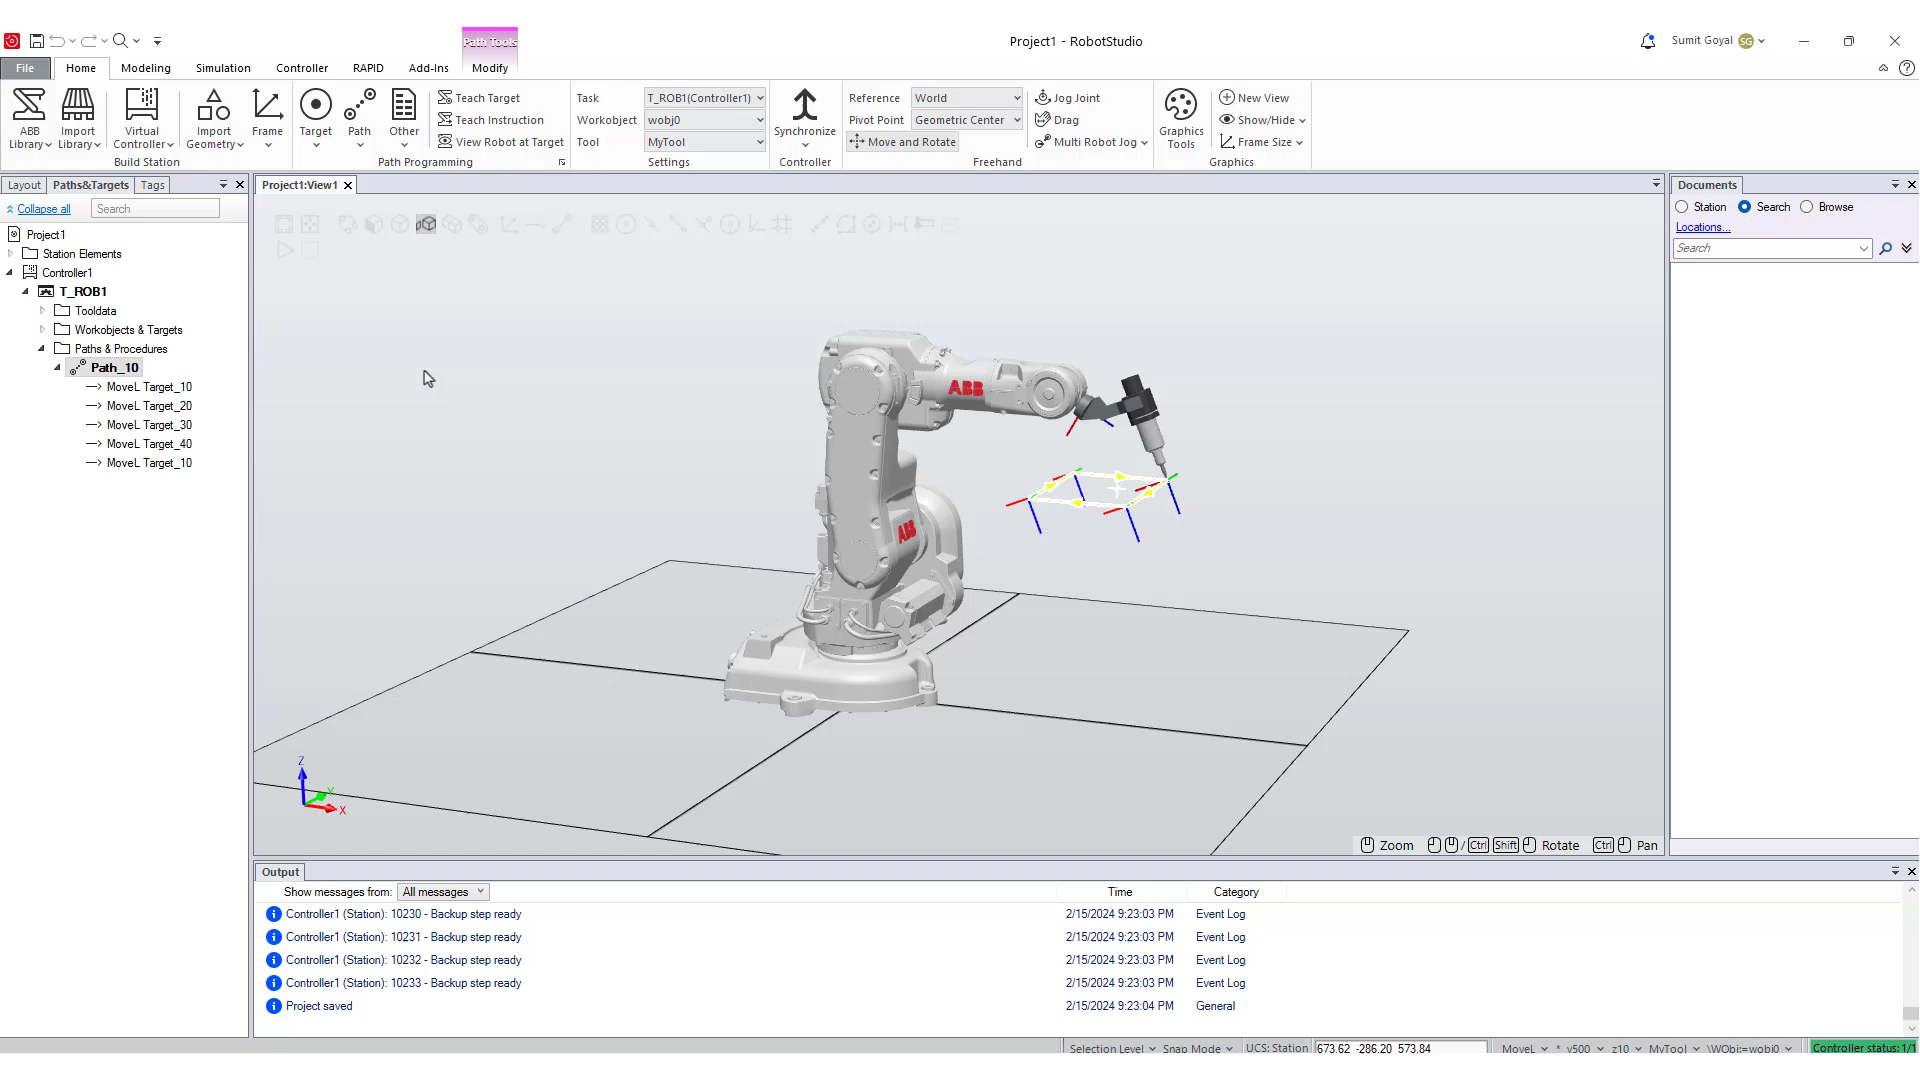 Path Tools
Project1 - RobotStudio
Sumit Goyal SG
File Home Modeling Simulation Controller RAPID Add-Ins Modify
ABB Library
Import Library
Build Station
Virtual Controller
Import Geometry
Frame
Target
Path
Other
Teach Target
Teach Instruction
View Robot at Target
Path Programming
Task T_ROB1(Controller1)
Workobject wobj0
Tool MyTool
Settings
Synchronize
Controller
Reference World
Pivot Point Geometric Center
Move and Rotate
Jog Joint
Drag
Multi Robot Jog
Freehand
Graphics Tools
New View
Show/Hide
Frame Size
Graphics
Layout Paths&Targets Tags
Collapse all Search
Project1
Station Elements
Controller1
T_ROB1
Tooldata
Workobjects & Targets
Paths & Procedures
Path_10
MoveL Target_10
MoveL Target_20
MoveL Target_30
MoveL Target_40
MoveL Target_10
Project1:View1
ABB
ABB
Z
Y
X
Zoom / Ctrl Shift Rotate Ctrl Pan
Documents
Station Search Browse
Locations...
Search
Output
Show messages from: All messages Time Category
Controller1 (Station): 10230 - Backup step ready 2/15/2024 9:23:03 PM Event Log
Controller1 (Station): 10231 - Backup step ready 2/15/2024 9:23:03 PM Event Log
Controller1 (Station): 10232 - Backup step ready 2/15/2024 9:23:03 PM Event Log
Controller1 (Station): 10233 - Backup step ready 2/15/2024 9:23:03 PM Event Log
Project saved 2/15/2024 9:23:04 PM General
Selection Level Snap Mode UCS: Station 673.62 -286.20 573.84 MoveL * v500 z10 MyTool \WObj:=wobj0 Controller status: 1/1